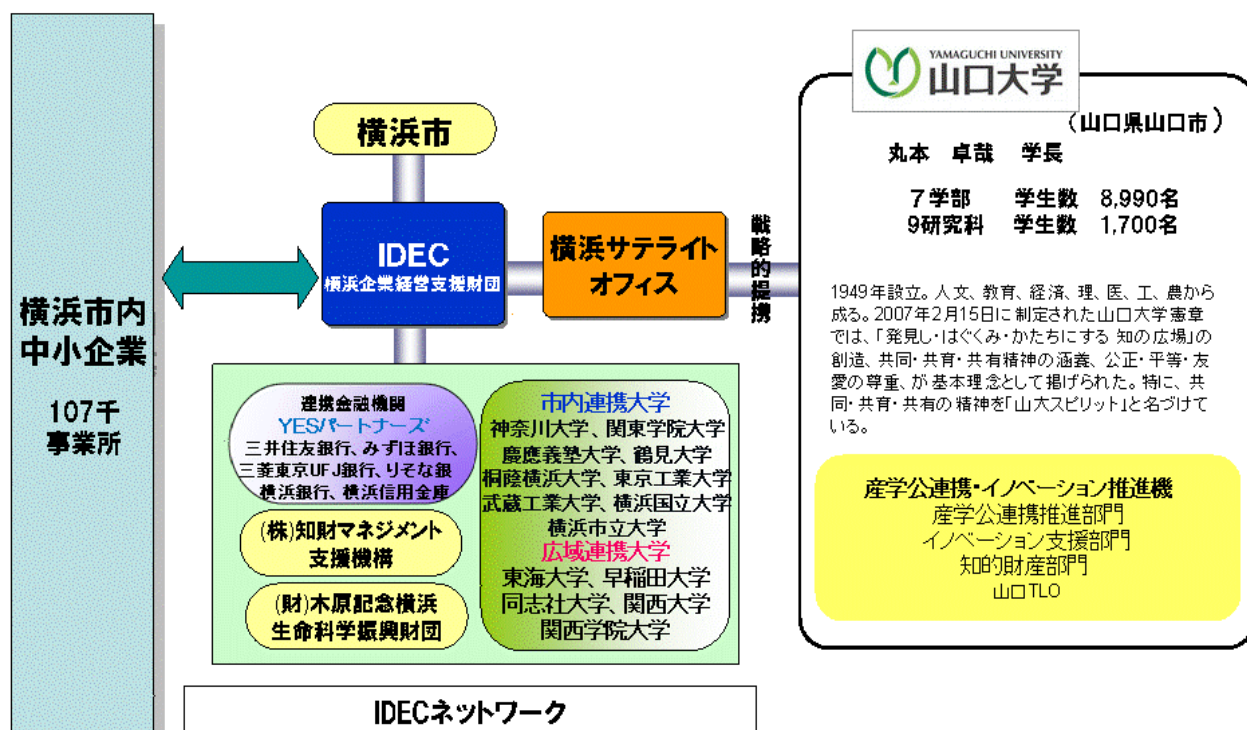 横浜市内
中小企業
107千
事業所
横浜市
IDEC
横浜企業経営支援財団
横浜サテライト
オフィス
戦略的提携
連携金融機関
YESパートナーズ
三井住友銀行、みずほ銀行、
三菱東京UFJ銀行、りそな銀
横浜銀行、横浜信用金庫
(株)知財マネジメント
支援機構
(財)木原記念横浜
生命科学振興財団
市内連携大学
神奈川大学、関東学院大学
慶應義塾大学、鶴見大学
桐蔭横浜大学、東京工業大学
武蔵工業大学、横浜国立大学
横浜市立大学
広域連携大学
東海大学、早稲田大学
同志社大学、関西大学
関西学院大学
IDECネットワーク
YAMAGUCHI UNIVERSITY
山口大学
(山口県山口市)
丸本 卓哉 学長
7学部 学生数 8,990名
9研究科 学生数 1,700名
1949年設立。人文、教育、経済、理、医、工、農から
成る。2007年2月15日に制定された山口大学憲章
では、「発見し・はぐくみ・かたちにする 知の広場」の
創造、共同・共育・共有精神の涵義、公正・平等・友
愛の尊重、が基本理念として掲げられた。特に、共
同・共育・共有の精神を「山大スピリット」と名づけて
いる。
産学公連携・イノベーション推進機
産学公連携推進部門
イノベーション支援部門
知的財産部門
山口TLO